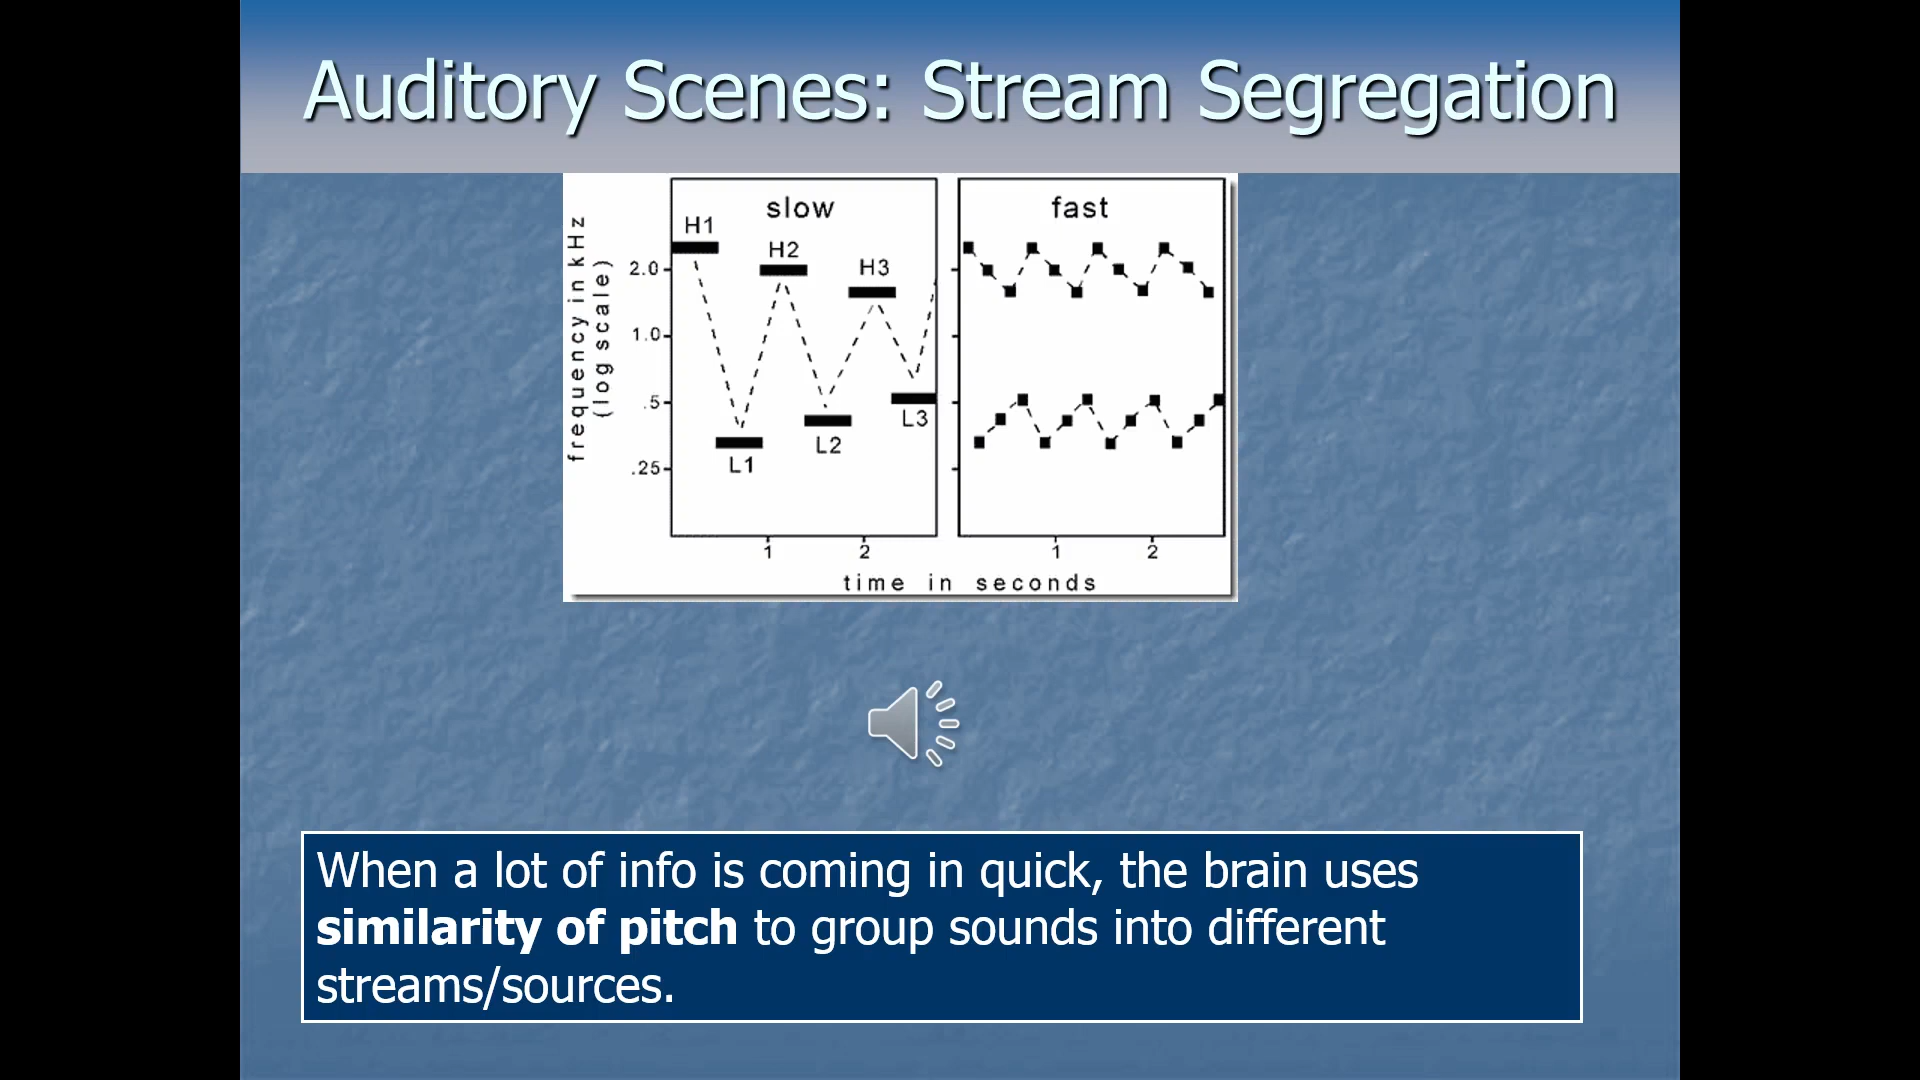 Auditory Scenes: Stream Segregation
frequency in kHz
(log scale)
slow
H1
H2
H3
2.0
1.0
.5
.25
L1
L2
L3
1
2
fast
1
2
time in seconds
When a lot of info is coming in quick, the brain uses
similarity of pitch to group sounds into different
streams/sources.